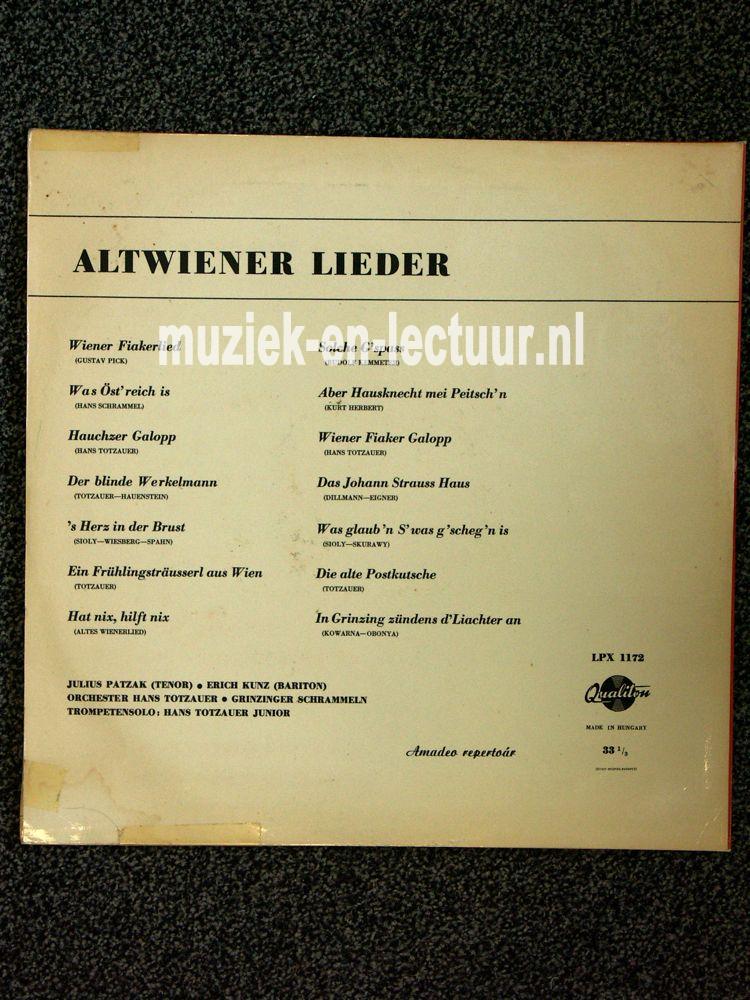 ALTWIENER LIEDER
muziek-en-lectuur.nl
Wiener Fiakerlied
(GUSTAV PICK)
Was Öst'reich is
(HANS SCHRAMMEL)
Hauchzer Galopp
(HANS TOTZAUER)
Der blinde Werkelmann
(TOTZAUER—HAUENSTEIN)
's Herz in der Brust
(SIOLY—WIESBERG—SPAHN)
Ein Frühlingsträusserl aus Wien
(TOTZAUER)
Hat nix, hilft nix
(ALTES WIENERLIED)
Solche G'spass
Aber Hausknecht mei Peitsch'n
(KURT HERBERT)
Wiener Fiaker Galopp
(HANS TOTZAUER)
Das Johann Strauss Haus
(DILLMANN—EIGNER)
Was glaub'n S'was g'scheg'n is
(SIOLY—SKURAWY)
Die alte Postkutsche
(TOTZAUER)
In Grinzing zündens d'Liachter an
(KOWARNA—OBONYA)
JULIUS PATZAK (TENOR) ● ERICH KUNZ (BARITON)
ORCHESTER HANS TOTZAUER ● GRINZINGER SCHRAMMELN
TROMPETENSOLO: HANS TOTZAUER JUNIOR
Amadeo repertoár
LPX 1172
Qualiton
MADE IN HUNGARY
33 1/3